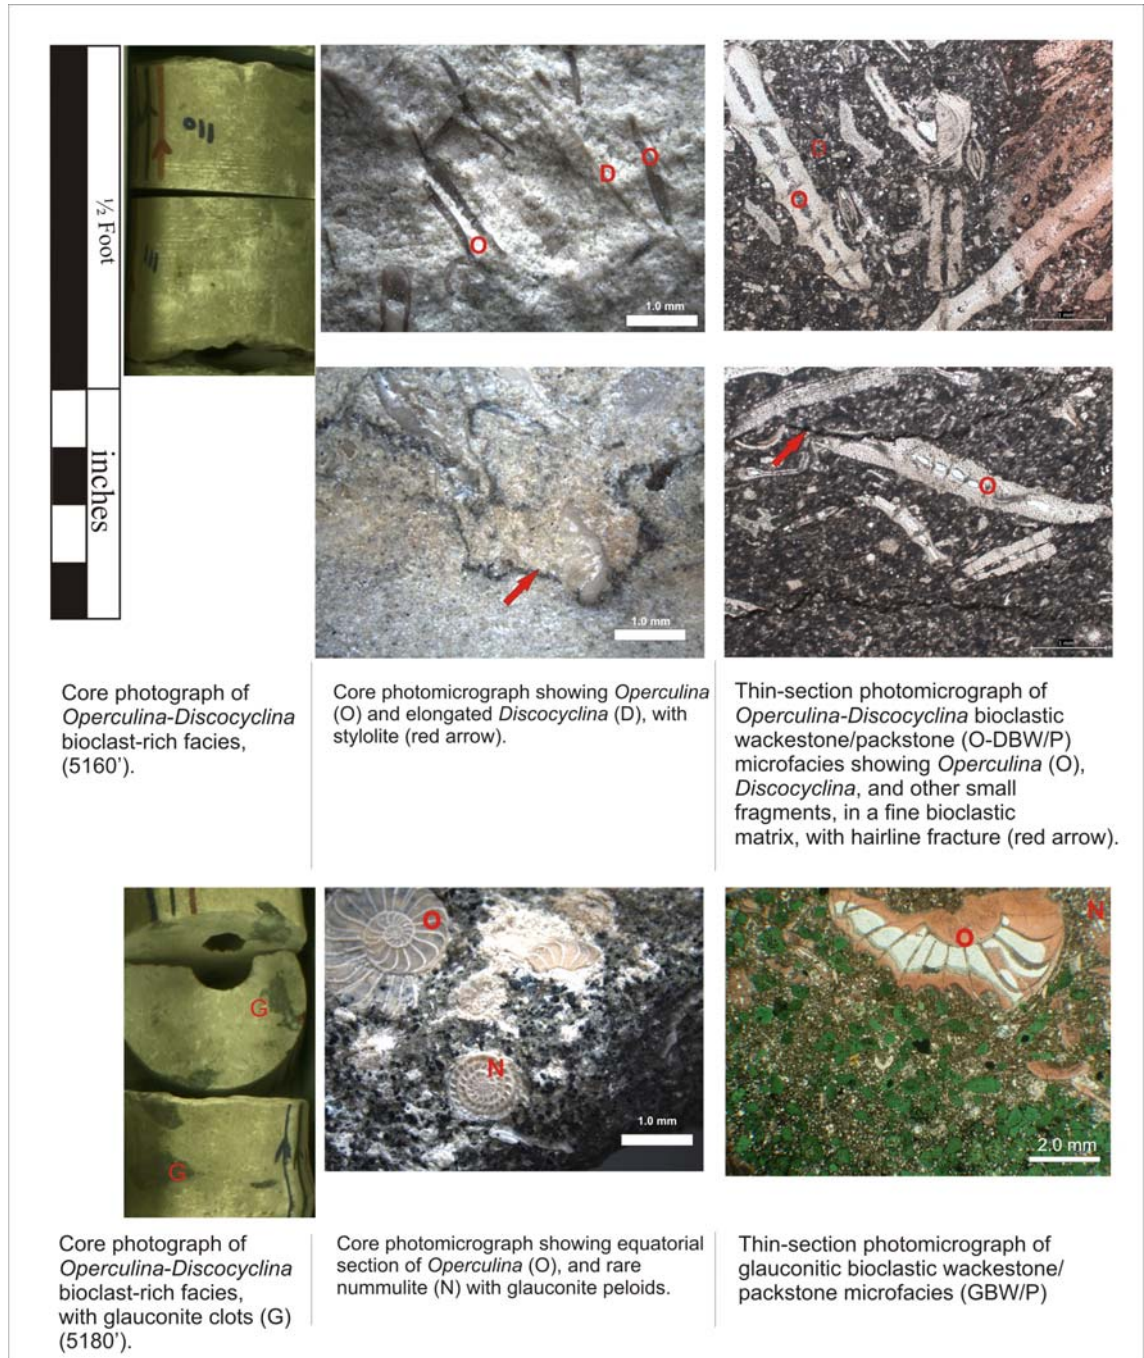 ½ Foot
inches
110
111
O
D
O
1.0 mm
D
O
1.0 mm
O
Core photograph of
Operculina-Discocyclina
bioclast-rich facies,
(5160').
Core photomicrograph showing Operculina
(O) and elongated Discocyclina (D), with
stylolite (red arrow).
Thin-section photomicrograph of
Operculina-Discocyclina bioclastic
wackestone/packstone (O-DBW/P)
microfacies showing Operculina (O),
Discocyclina, and other small
fragments, in a fine bioclastic
matrix, with hairline fracture (red arrow).
G
G
O
N
1.0 mm
O
N
2.0 mm
Core photograph of
Operculina-Discocyclina
bioclast-rich facies,
with glauconite clots (G)
(5180').
Core photomicrograph showing equatorial
section of Operculina (O), and rare
nummulite (N) with glauconite peloids.
Thin-section photomicrograph of
glauconitic bioclastic wackestone/
packstone microfacies (GBW/P)